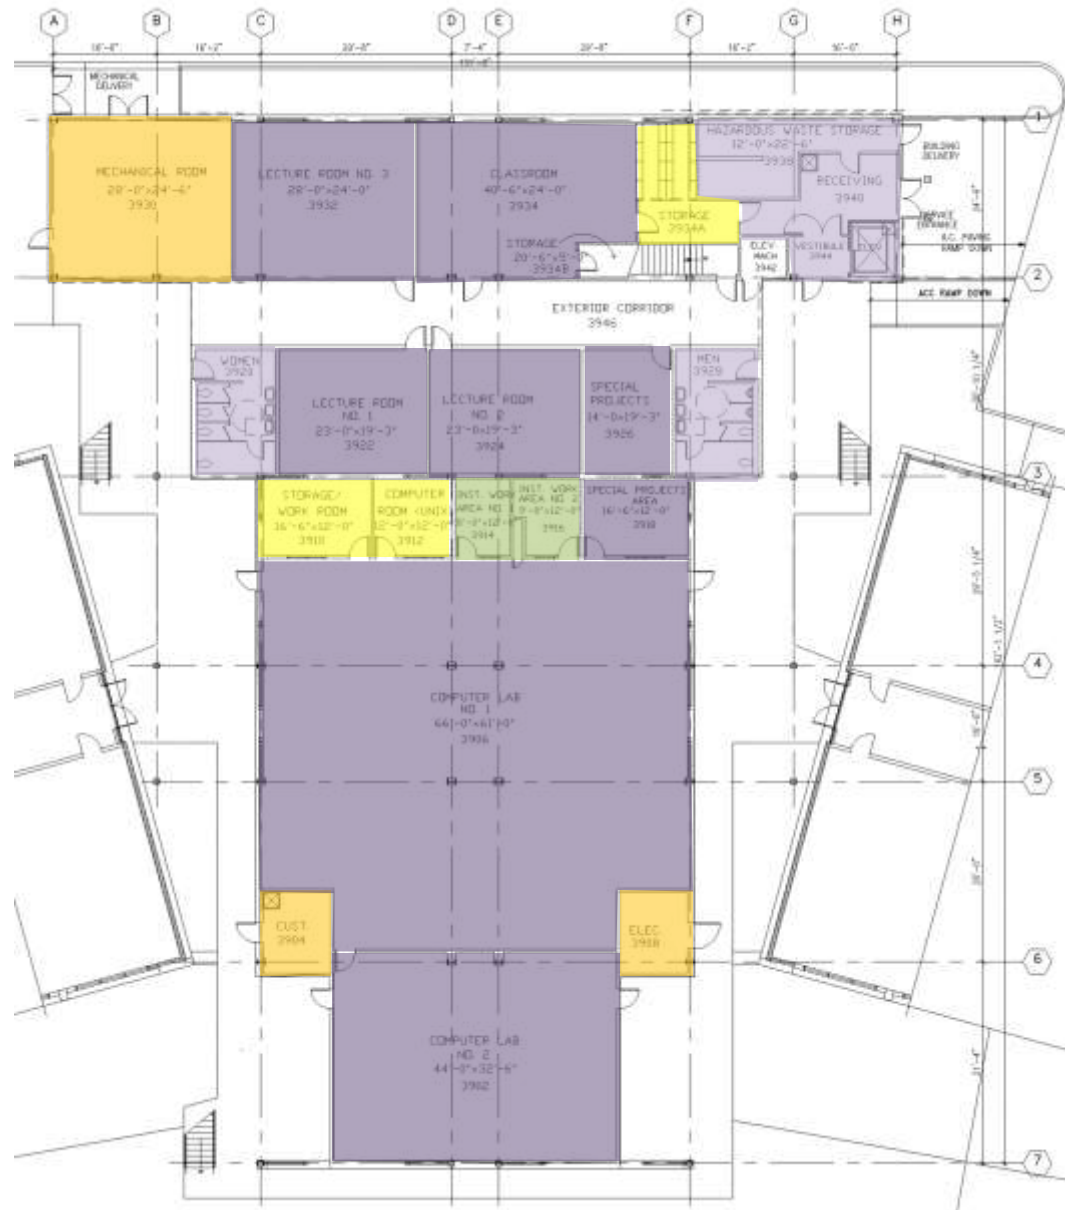 A
B
C
D
E
F
G
H
16'-2"
7'-4"
16'-2"
MECHANICAL
DELIVERY
1
HAZARDOUS WASTE STORAGE
12'-0"x22'-6"
3938
BUILDING
DELIVERY
MECHANICAL ROOM
28'-0"x24'-6"
3930
LECTURE ROOM NO. 3
28'-0"x24'-0"
3932
CLASSROOM
40'-6"x24'-0"
3934
RECEIVING
3940
STORAGE
3934A
SERVICE
ENTRANCE
A.C. PAVING
RAMP DOWN
STORAGE
3934B
ELEV
MACH
3942
VESTIBULE
3944
ELEV
2
ACC RAMP DOWN
EXTERIOR CORRIDOR
3946
WOMEN
3920
LECTURE ROOM
NO. 1
23'-0"x19'-3"
3922
LECTURE ROOM
NO. 2
23'-0"x19'-3"
3924
SPECIAL
PROJECTS
14'-0"x19'-3"
3926
MEN
3928
3
STORAGE/
WORK ROOM
16'-6"x12'-0"
3910
COMPUTER
ROOM (UNIX)
12'-0"x12'-0"
3912
INST. WORK
AREA NO. 1
3914
INST. WORK
AREA NO. 2
9'-0"x12'-0"
3916
SPECIAL PROJECTS
AREA
16'-6"x12'-0"
3918
4
COMPUTER LAB
NO. 1
66'-0"x61'-0"
3906
5
CUST.
3904
ELEC.
3908
6
COMPUTER LAB
NO. 2
44'-0"x32'-6"
3902
31'-4"
7